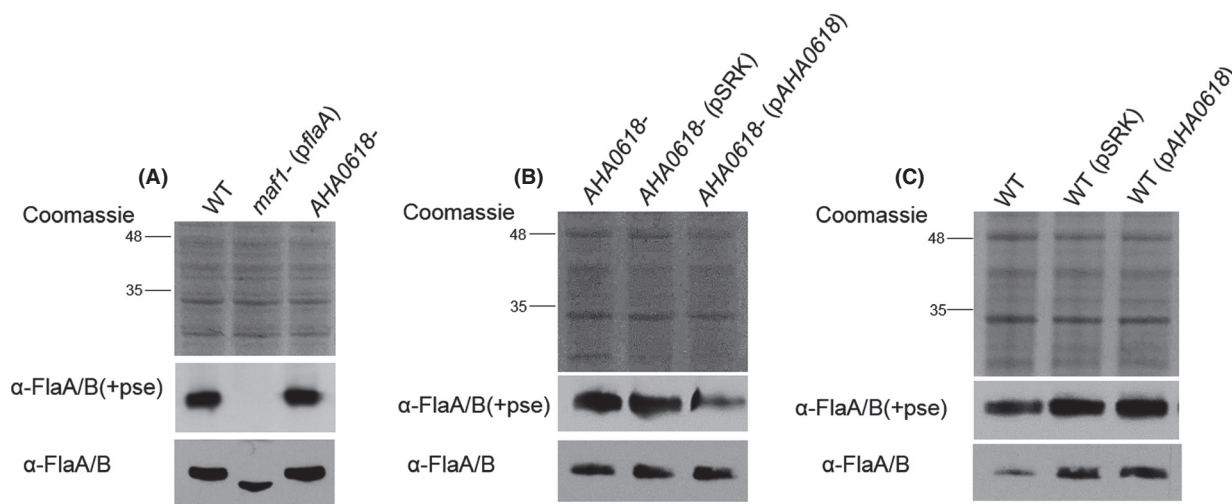 (A)
WT
maf1- (pflaA)
AHA0618-
Coomassie
48
35
α-FlaA/B(+pse)
α-FlaA/B
(B)
AHA0618-
AHA0618- (pSRK)
AHA0618- (pAHA0618)
Coomassie
48
35
α-FlaA/B(+pse)
α-FlaA/B
(C)
WT
WT (pSRK)
WT (pAHA0618)
Coomassie
48
35
α-FlaA/B(+pse)
α-FlaA/B